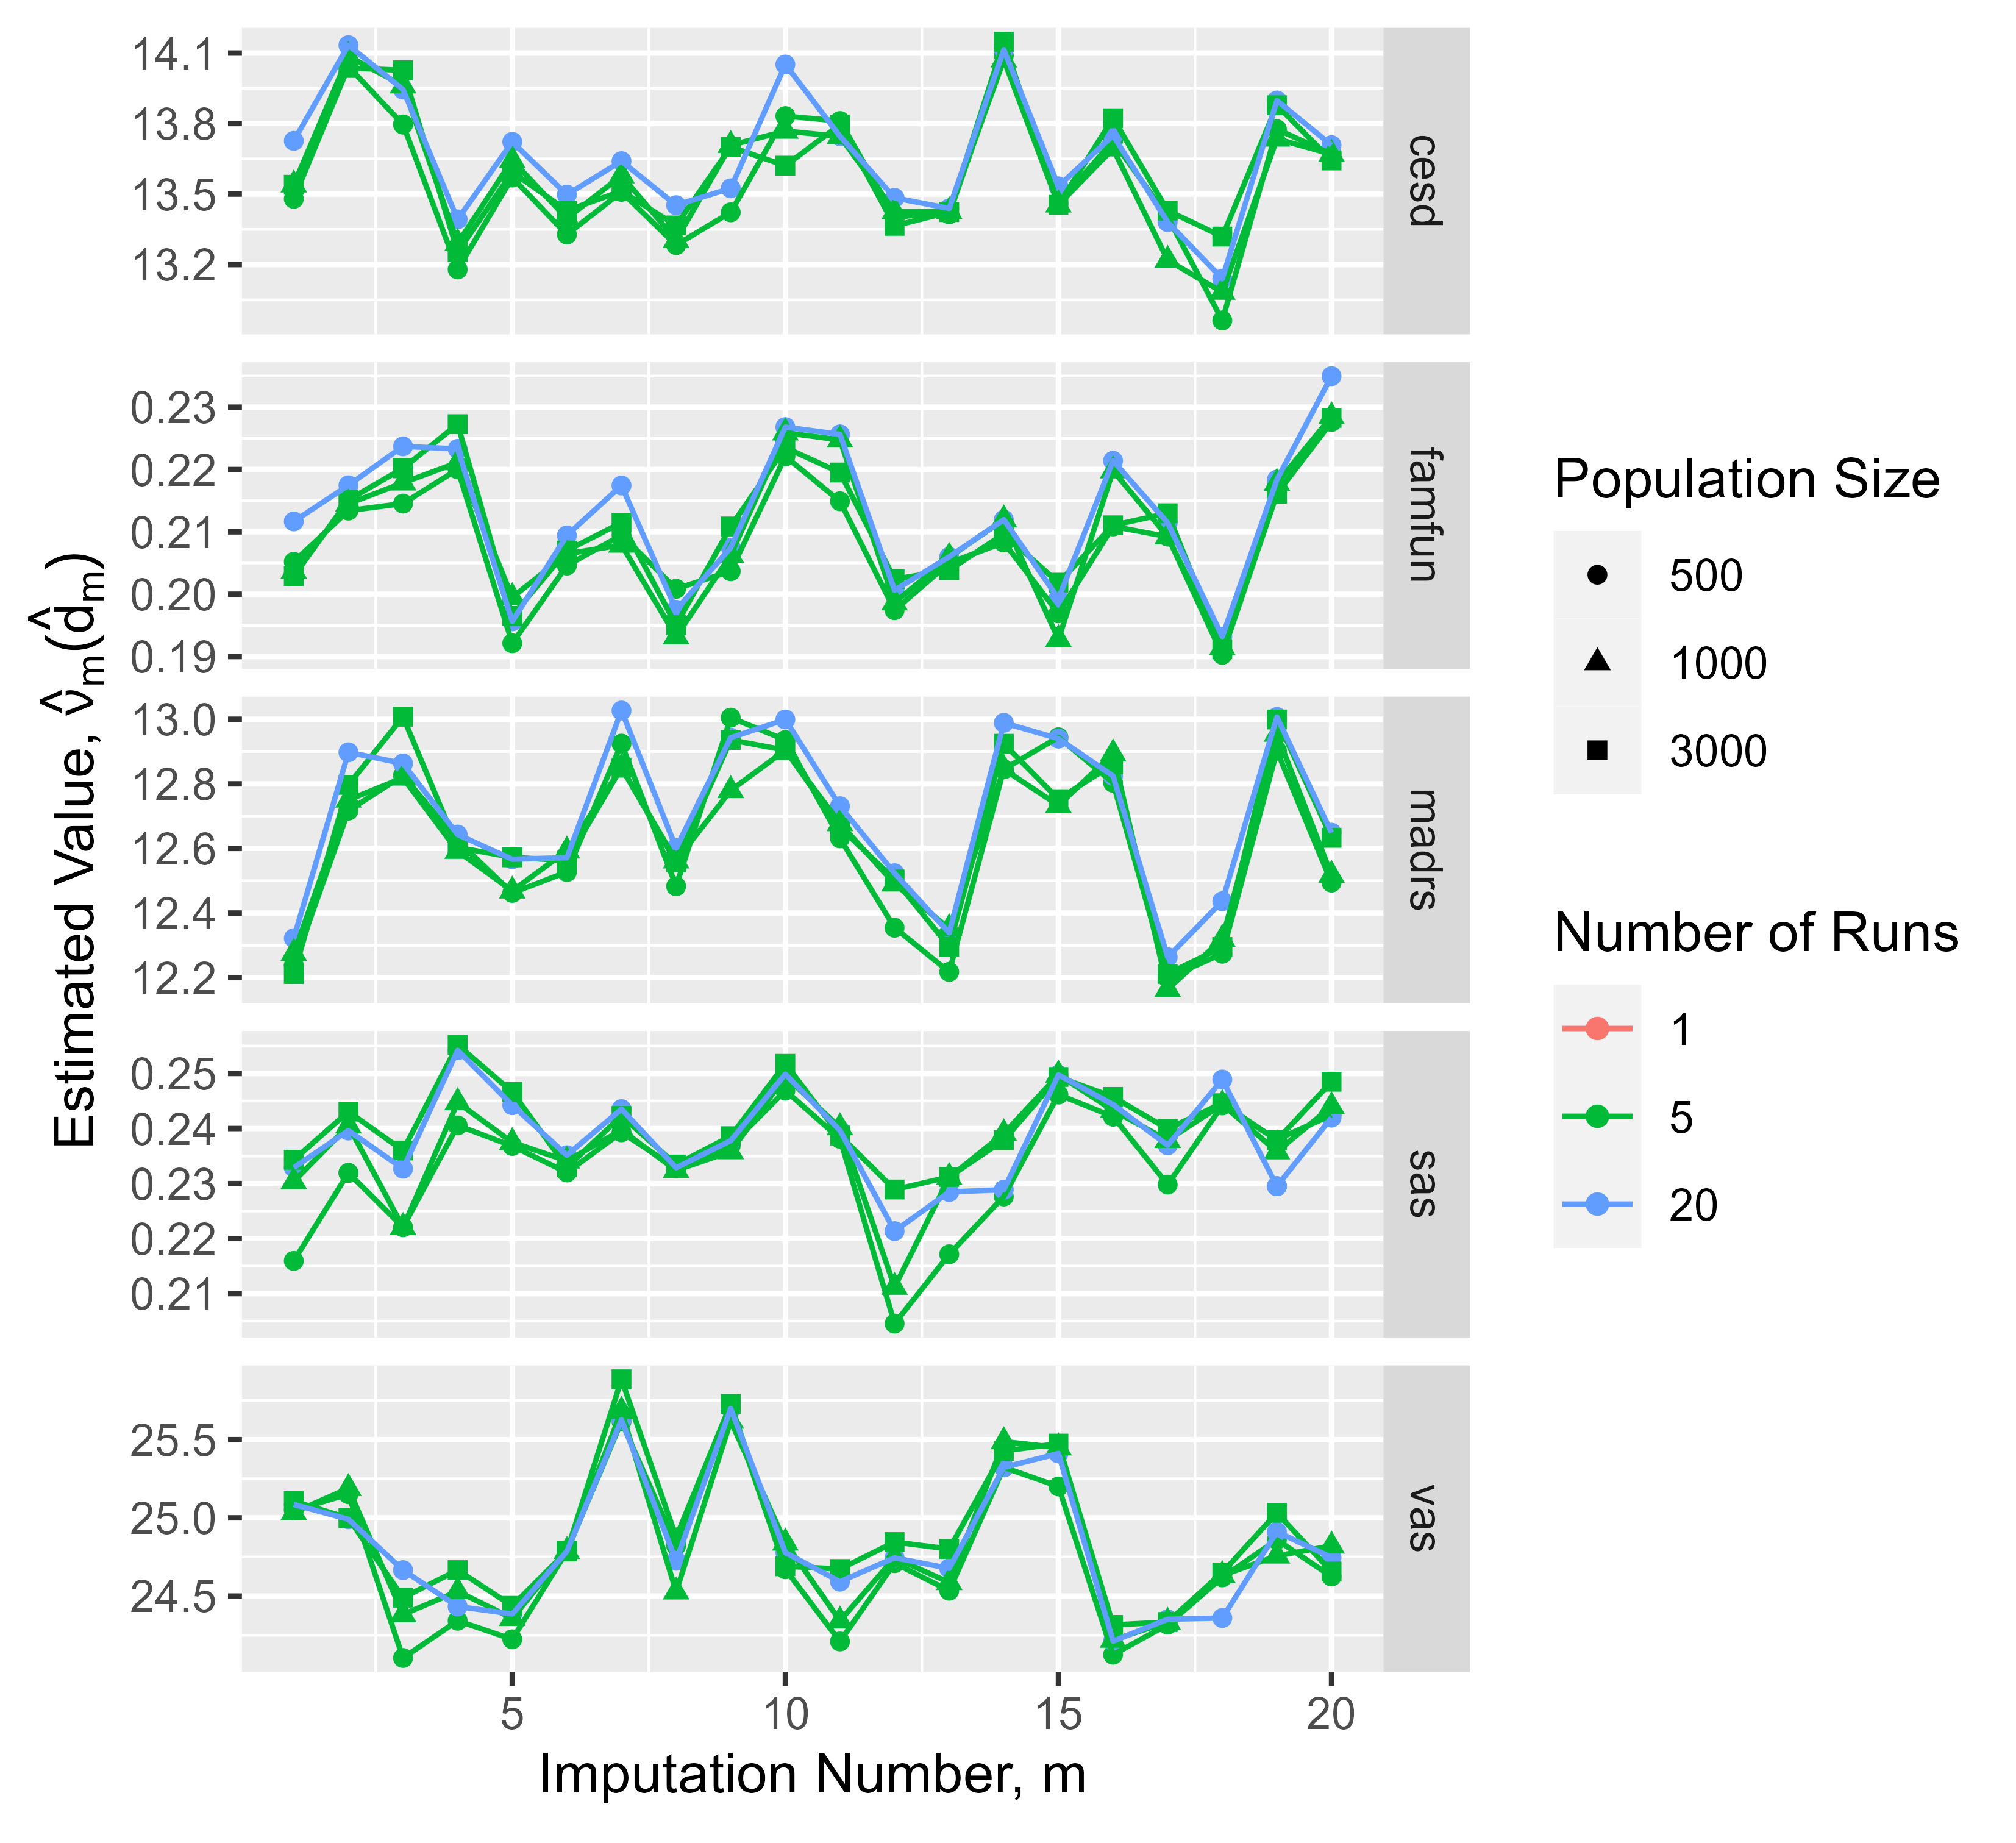 Estimated Value, υ̂ₘ(d̂ₘ)
14.1
13.8
13.5
13.2
cesd
0.23
0.22
0.21
0.20
0.19
famfun
13.0
12.8
12.6
12.4
12.2
madrs
0.25
0.24
0.23
0.22
0.21
sas
25.5
25.0
24.5
vas
5 10 15 20
Imputation Number, m
Population Size
500
1000
3000
Number of Runs
1
5
20